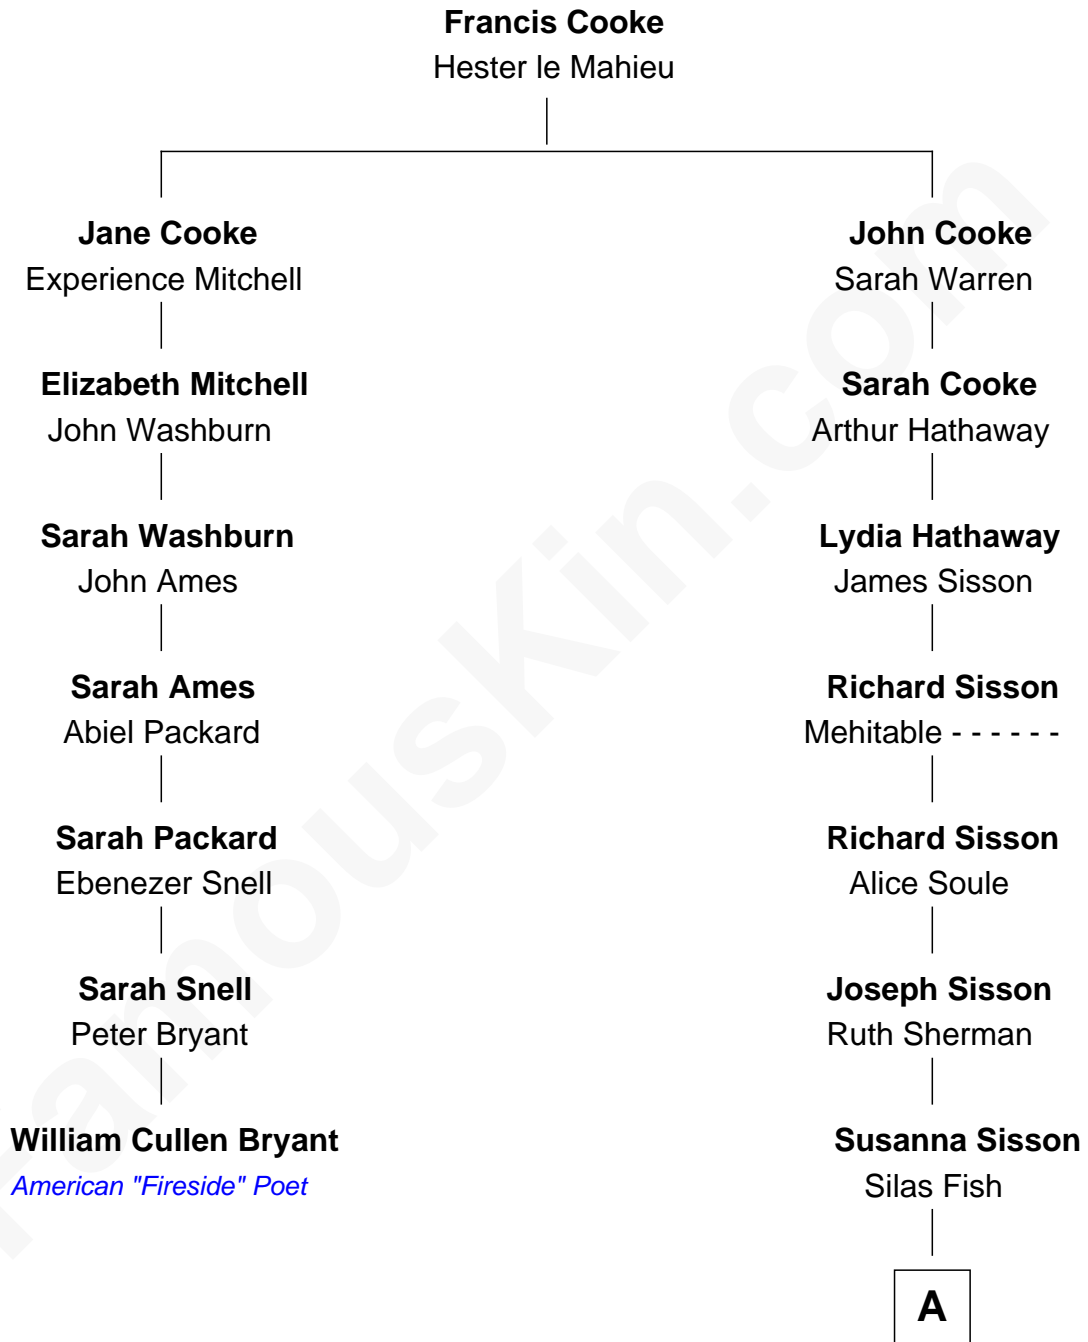 Francis Cooke
Hester le Mahieu
Jane Cooke
Experience Mitchell
John Cooke
Sarah Warren
Elizabeth Mitchell
John Washburn
Sarah Cooke
Arthur Hathaway
Sarah Washburn
John Ames
Lydia Hathaway
James Sisson
Sarah Ames
Abiel Packard
Richard Sisson
Mehitable - - - - - -
Sarah Packard
Ebenezer Snell
Richard Sisson
Alice Soule
Sarah Snell
Peter Bryant
Joseph Sisson
Ruth Sherman
William Cullen Bryant
American "Fireside" Poet
Susanna Sisson
Silas Fish
A
FamousKin.com